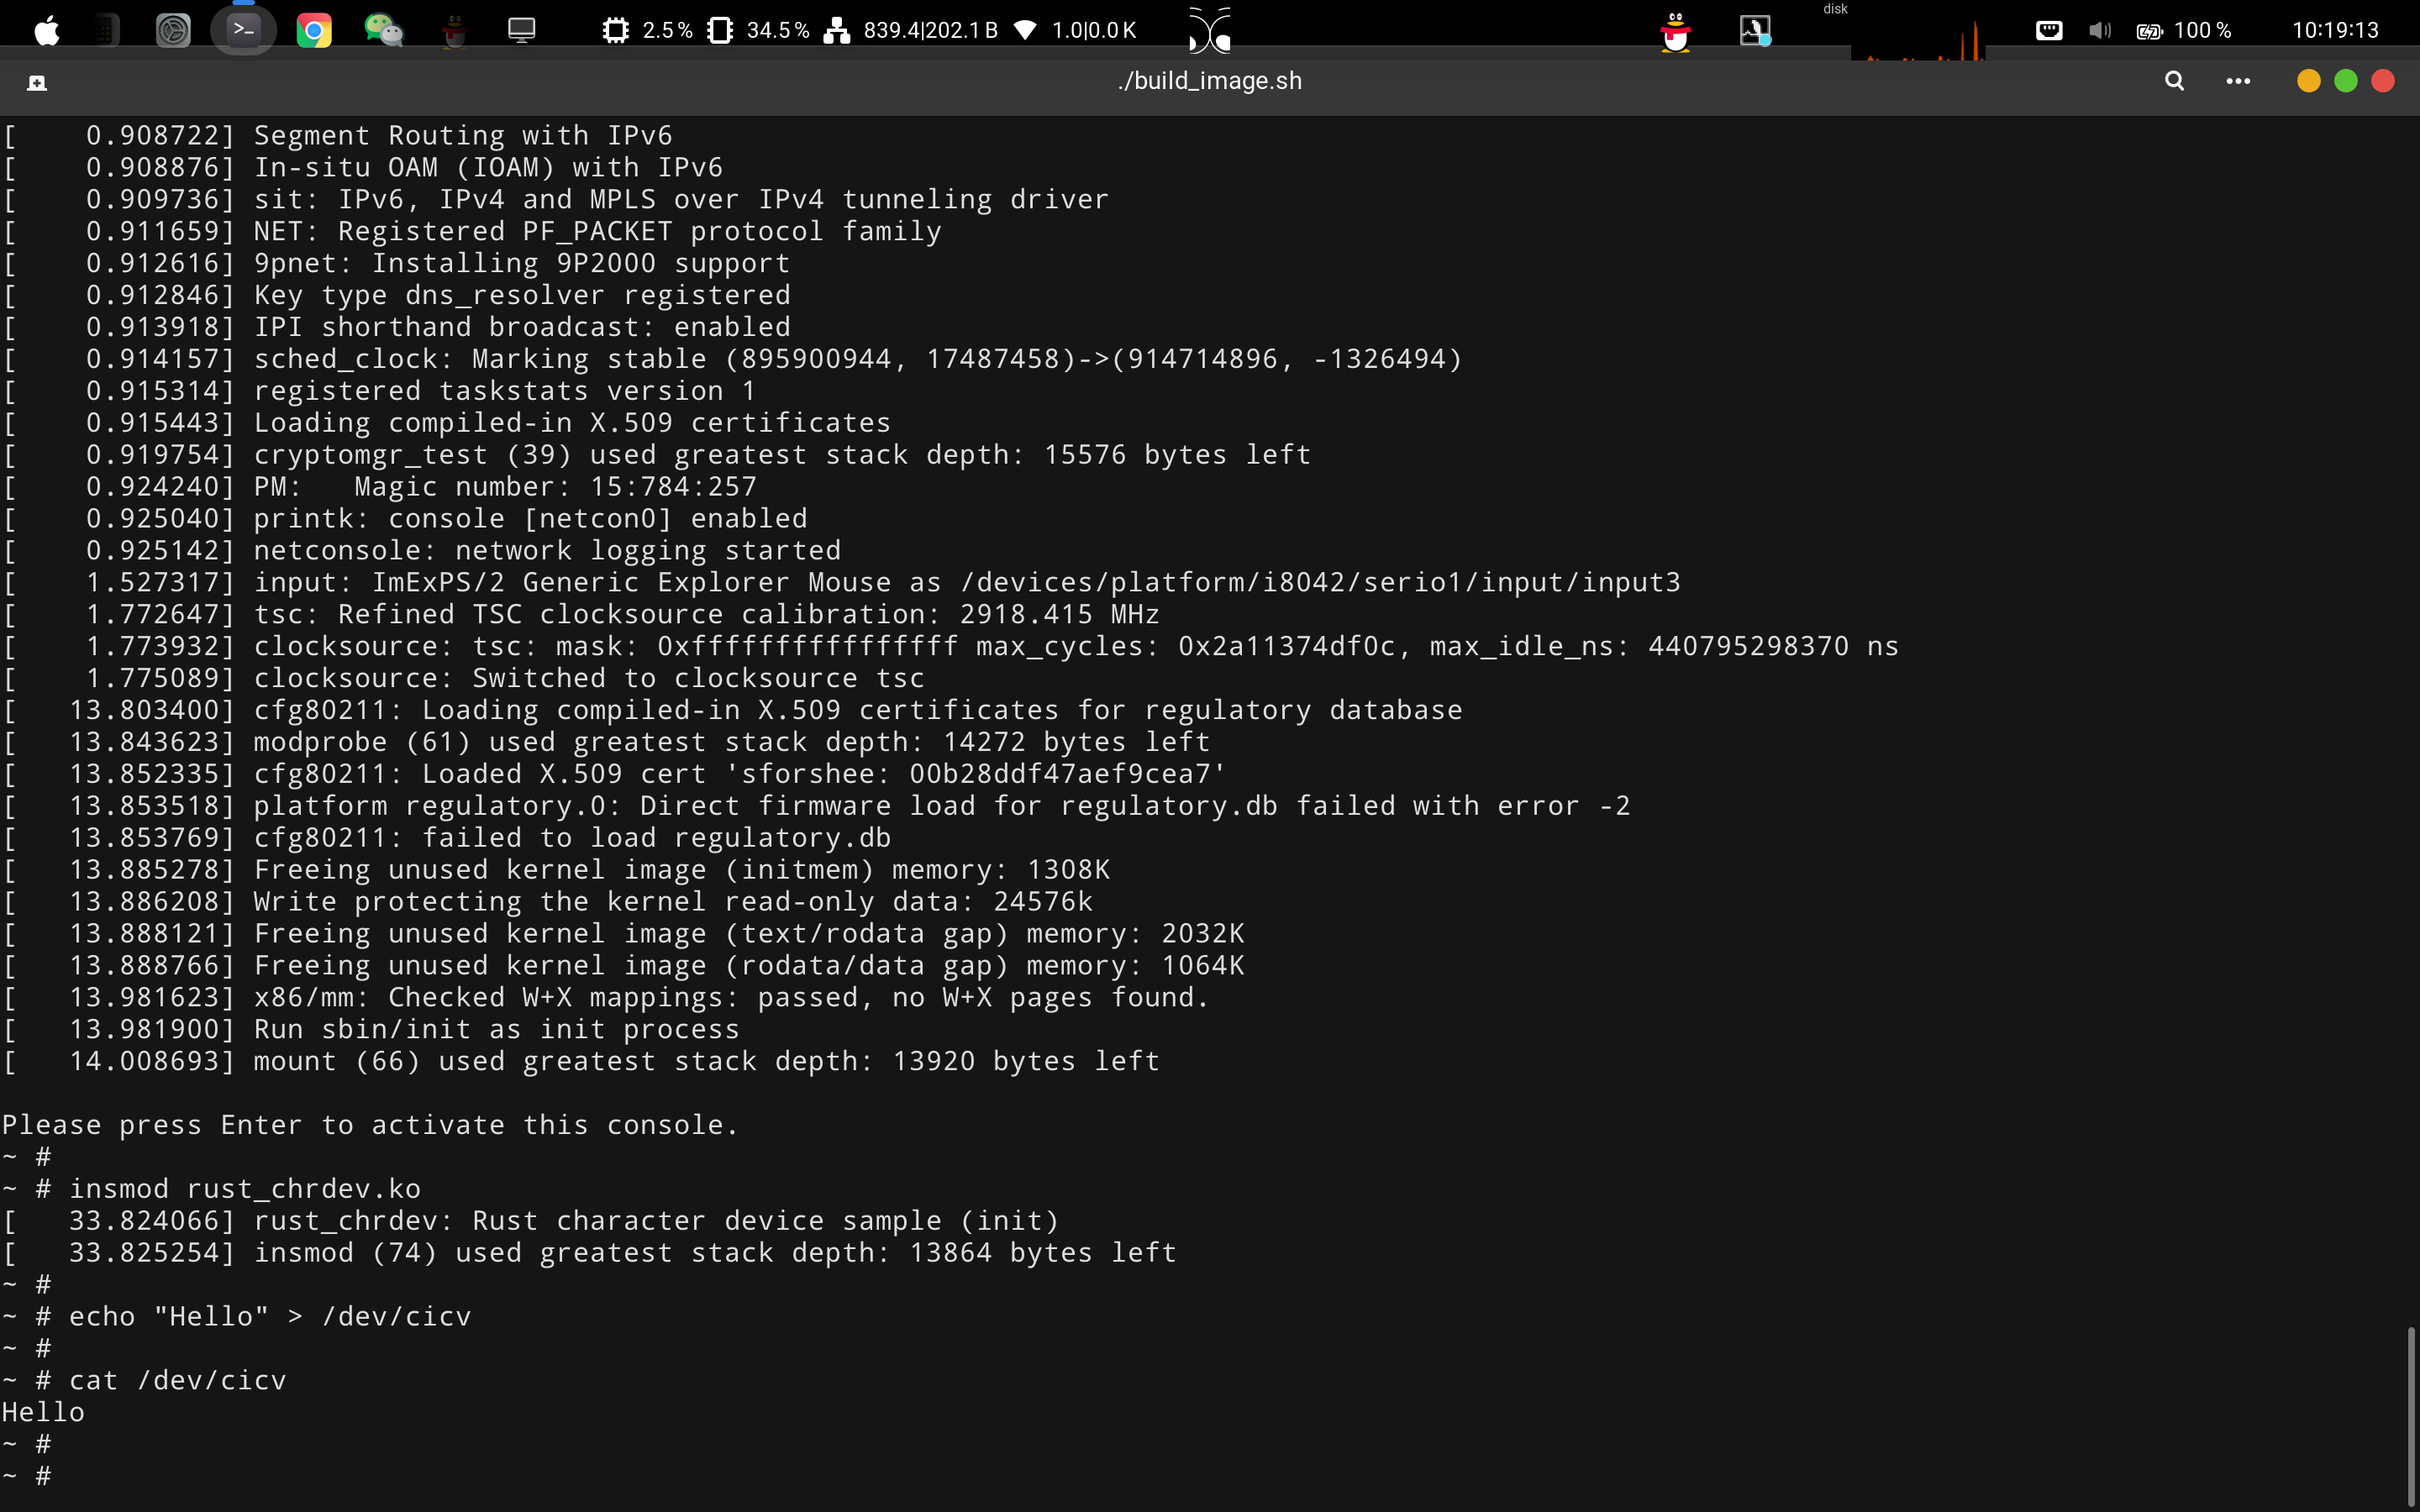 disk
2.5 % 34.5 % 839.4|202.1 B 1.0|0.0 K 100 % 10:19:13
./build_image.sh
[    0.908722] Segment Routing with IPv6
[    0.908876] In-situ OAM (IOAM) with IPv6
[    0.909736] sit: IPv6, IPv4 and MPLS over IPv4 tunneling driver
[    0.911659] NET: Registered PF_PACKET protocol family
[    0.912616] 9pnet: Installing 9P2000 support
[    0.912846] Key type dns_resolver registered
[    0.913918] IPI shorthand broadcast: enabled
[    0.914157] sched_clock: Marking stable (895900944, 17487458)->(914714896, -1326494)
[    0.915314] registered taskstats version 1
[    0.915443] Loading compiled-in X.509 certificates
[    0.919754] cryptomgr_test (39) used greatest stack depth: 15576 bytes left
[    0.924240] PM:   Magic number: 15:784:257
[    0.925040] printk: console [netcon0] enabled
[    0.925142] netconsole: network logging started
[    1.527317] input: ImExPS/2 Generic Explorer Mouse as /devices/platform/i8042/serio1/input/input3
[    1.772647] tsc: Refined TSC clocksource calibration: 2918.415 MHz
[    1.773932] clocksource: tsc: mask: 0xffffffffffffffff max_cycles: 0x2a11374df0c, max_idle_ns: 440795298370 ns
[    1.775089] clocksource: Switched to clocksource tsc
[   13.803400] cfg80211: Loading compiled-in X.509 certificates for regulatory database
[   13.843623] modprobe (61) used greatest stack depth: 14272 bytes left
[   13.852335] cfg80211: Loaded X.509 cert 'sforshee: 00b28ddf47aef9cea7'
[   13.853518] platform regulatory.0: Direct firmware load for regulatory.db failed with error -2
[   13.853769] cfg80211: failed to load regulatory.db
[   13.885278] Freeing unused kernel image (initmem) memory: 1308K
[   13.886208] Write protecting the kernel read-only data: 24576k
[   13.888121] Freeing unused kernel image (text/rodata gap) memory: 2032K
[   13.888766] Freeing unused kernel image (rodata/data gap) memory: 1064K
[   13.981623] x86/mm: Checked W+X mappings: passed, no W+X pages found.
[   13.981900] Run sbin/init as init process
[   14.008693] mount (66) used greatest stack depth: 13920 bytes left
Please press Enter to activate this console.
~ #
~ # insmod rust_chrdev.ko
[   33.824066] rust_chrdev: Rust character device sample (init)
[   33.825254] insmod (74) used greatest stack depth: 13864 bytes left
~ #
~ # echo "Hello" > /dev/cicv
~ #
~ # cat /dev/cicv
Hello
~ #
~ #